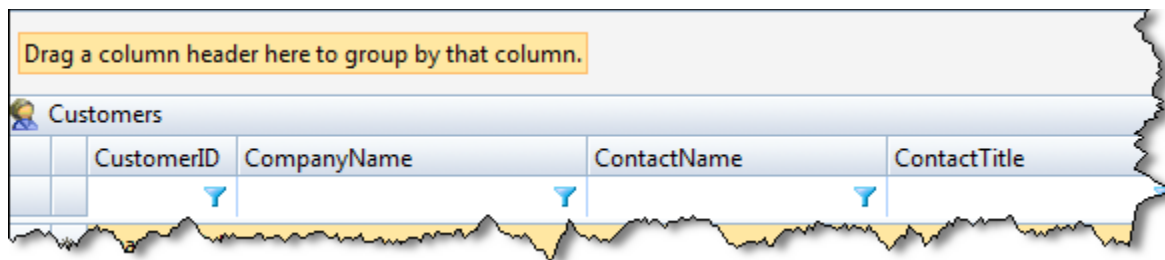 Drag a column header here to group by that column.
Customers
CustomerID CompanyName ContactName ContactTitle